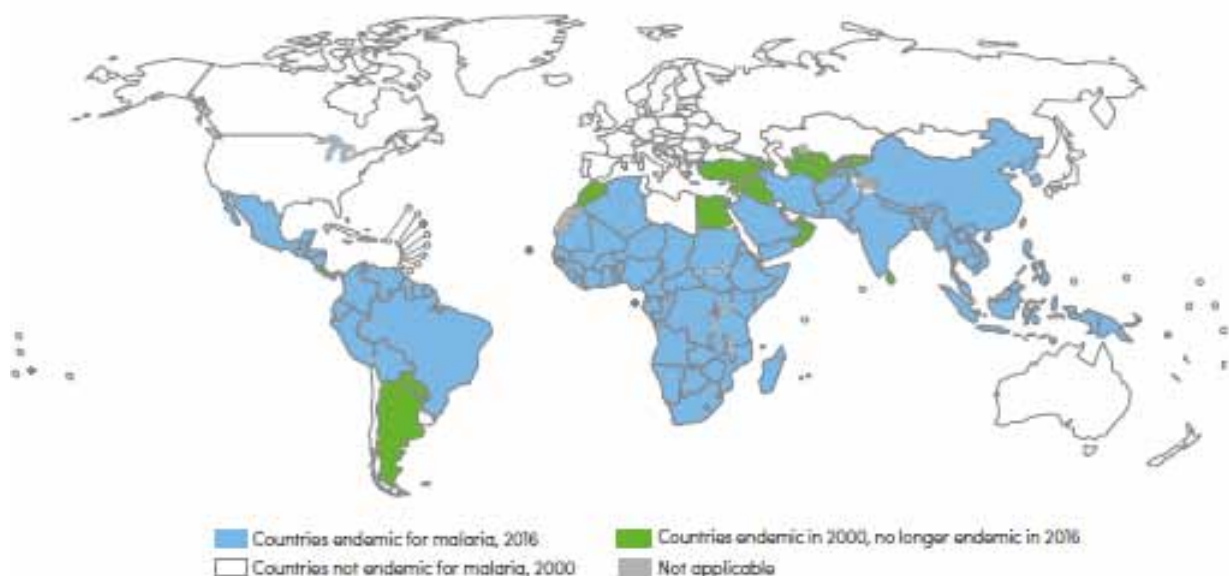 Countries endemic for malaria, 2016
Countries endemic in 2000, no longer endemic in 2016
Countries not endemic for malaria, 2000
Not applicable